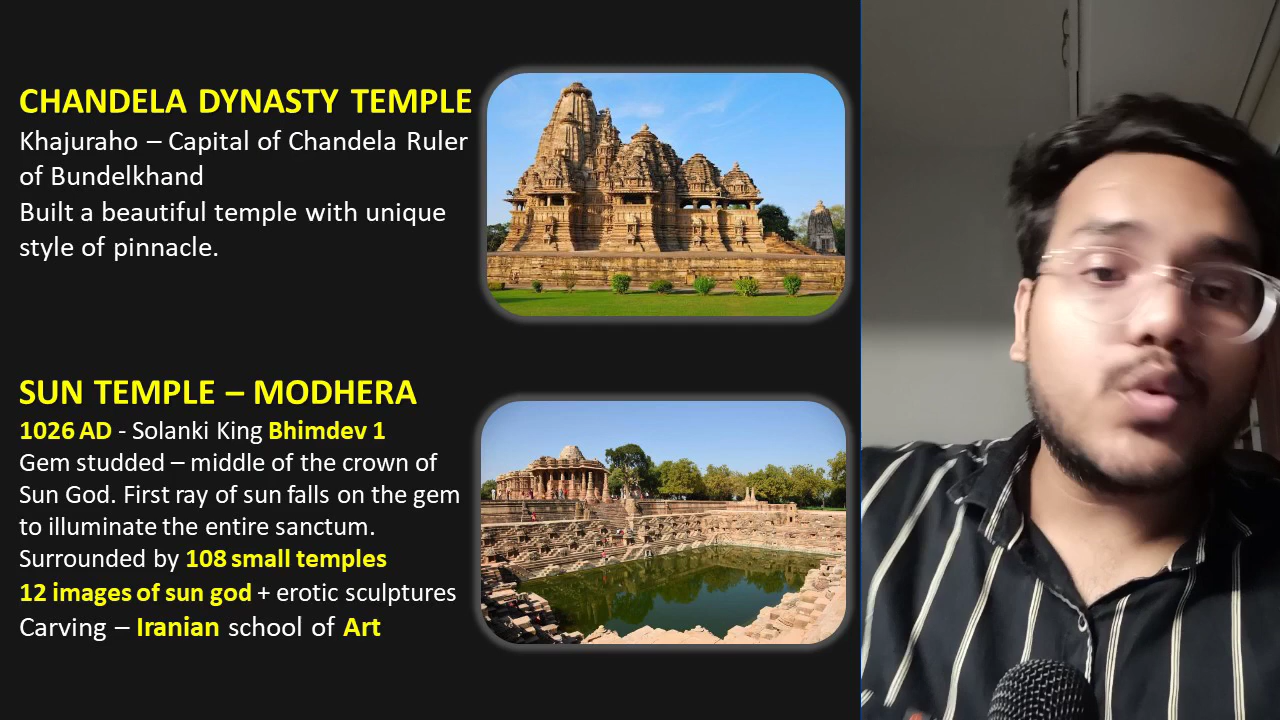 CHANDELA DYNASTY TEMPLE
Khajuraho – Capital of Chandela Ruler
of Bundelkhand
Built a beautiful temple with unique
style of pinnacle.
SUN TEMPLE – MODHERA
1026 AD - Solanki King Bhimdev 1
Gem studded – middle of the crown of
Sun God. First ray of sun falls on the gem
to illuminate the entire sanctum.
Surrounded by 108 small temples
12 images of sun god + erotic sculptures
Carving – Iranian school of Art